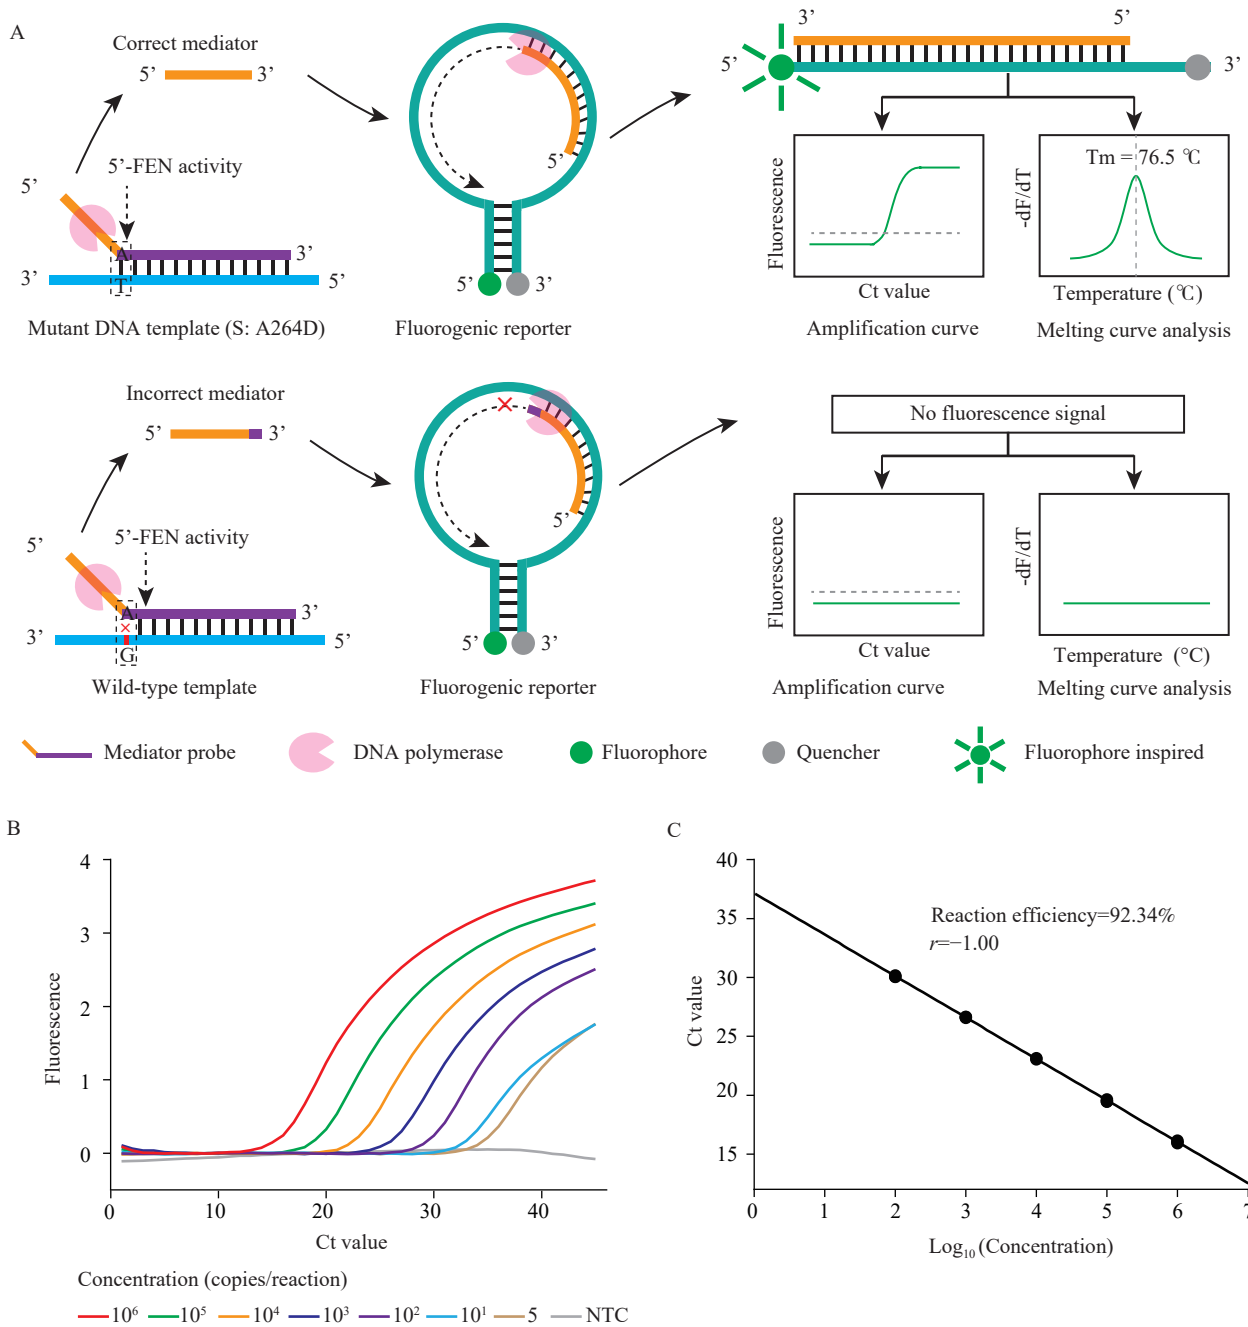 A
Correct mediator
5’ 3’
5’-FEN activity
5’
A
3’
3’ T 5’
Mutant DNA template (S: A264D)
5’
5’ 3’
Fluorogenic reporter
3’ 5’
5’ 3’
Fluorescence
Ct value
Amplification curve
Tm = 76.5 ℃
-dF/dT
Temperature (℃)
Melting curve analysis
Incorrect mediator
5’ 3’
5’-FEN activity
5’
A
3’
3’ G 5’
Wild-type template
5’
5’ 3’
Fluorogenic reporter
No fluorescence signal
Fluorescence
Ct value
Amplification curve
-dF/dT
Temperature (°C)
Melting curve analysis
Mediator probe
DNA polymerase
Fluorophore
Quencher
Fluorophore inspired
B
4
3
2
1
0
Fluorescence
0 10 20 30 40
Ct value
Concentration (copies/reaction)
10⁶ 10⁵ 10⁴ 10³ 10² 10¹ 5 NTC
C
40
35
30
25
20
15
Ct value
Reaction efficiency=92.34%
r=−1.00
0 1 2 3 4 5 6 7
Log₁₀ (Concentration)